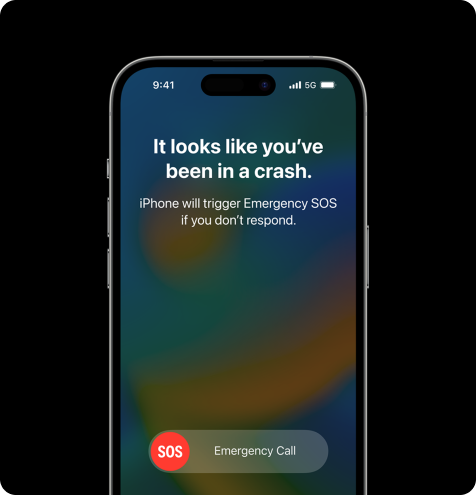 9:41 5G
It looks like you’ve
been in a crash.
iPhone will trigger Emergency SOS
if you don’t respond.
SOS Emergency Call